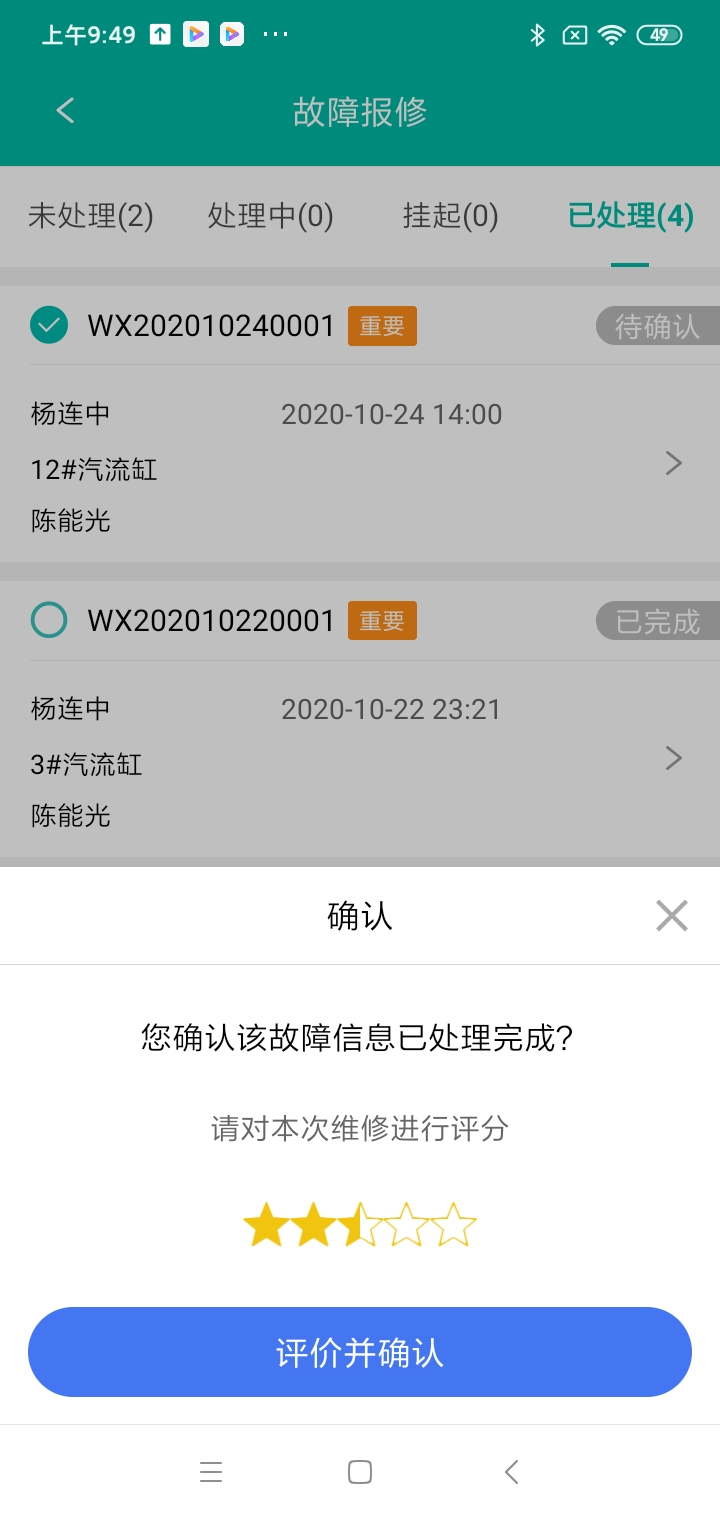 上午9:49 ... 49
故障报修
未处理(2) 处理中(0) 挂起(0) 已处理(4)
WX202010240001 重要 待确认
杨连中 2020-10-24 14:00
12#汽流缸
陈能光
WX202010220001 重要 已完成
杨连中 2020-10-22 23:21
3#汽流缸
陈能光
确认
您确认该故障信息已处理完成?
请对本次维修进行评分
评价并确认